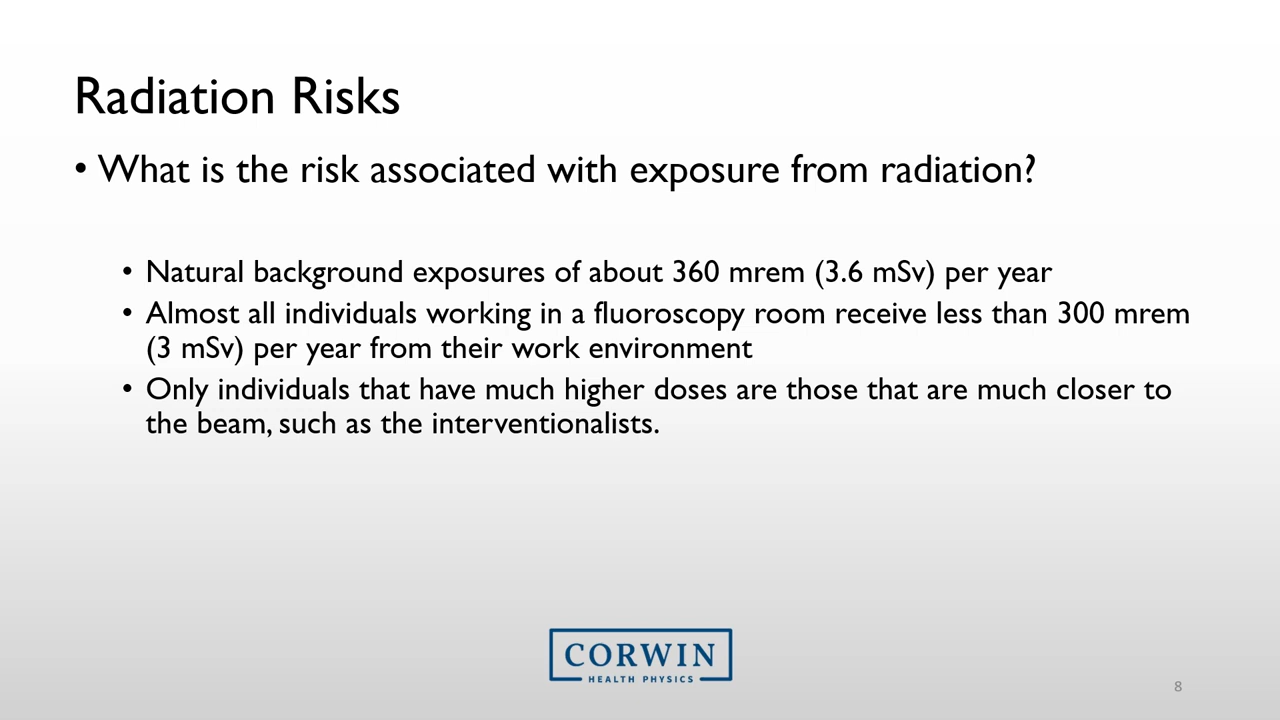 Radiation Risks
• What is the risk associated with exposure from radiation?
• Natural background exposures of about 360 mrem (3.6 mSv) per year
• Almost all individuals working in a fluoroscopy room receive less than 300 mrem
(3 mSv) per year from their work environment
• Only individuals that have much higher doses are those that are much closer to
the beam, such as the interventionalists.
CORWIN
HEALTH PHYSICS
8